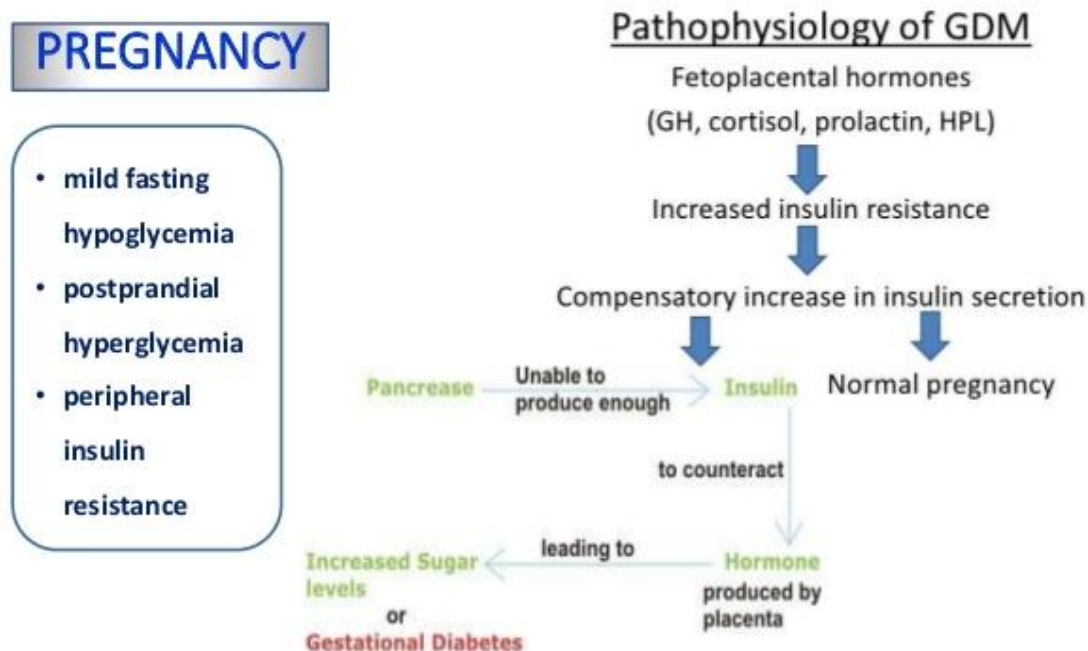 PREGNANCY
• mild fasting
hypoglycemia
• postprandial
hyperglycemia
• peripheral
insulin
resistance
Pathophysiology of GDM
Fetoplacental hormones
(GH, cortisol, prolactin, HPL)
Increased insulin resistance
Compensatory increase in insulin secretion
Pancrease
Unable to
produce enough
Insulin
Normal pregnancy
to counteract
Hormone
produced by
placenta
leading to
Increased Sugar
levels
or
Gestational Diabetes